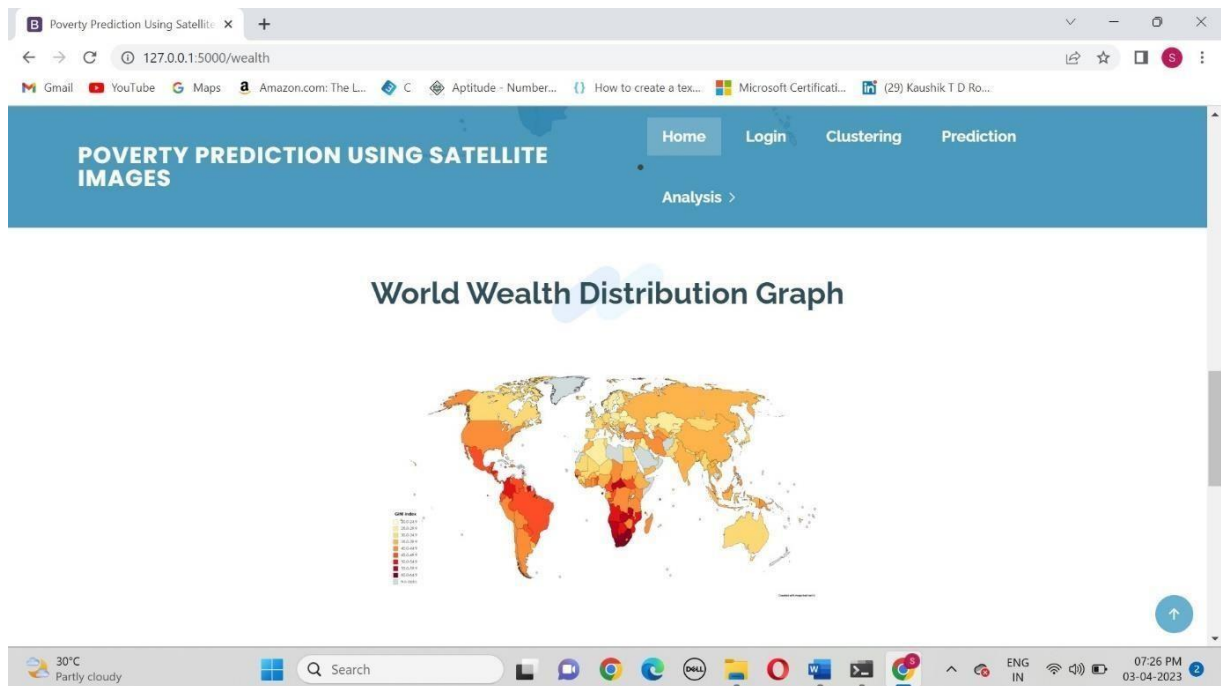 B Poverty Prediction Using Satellite
127.0.0.1:5000/wealth
S
Gmail YouTube Maps Amazon.com: The L... C Aptitude - Number... How to create a tex... Microsoft Certificati... (29) Kaushik T D Ro...
Home Login Clustering Prediction
POVERTY PREDICTION USING SATELLITE
IMAGES
Analysis >
World Wealth Distribution Graph
GINI Index
30°C
Partly cloudy
Search
DELL
W
S
ENG
IN
07:26 PM
03-04-2023
2